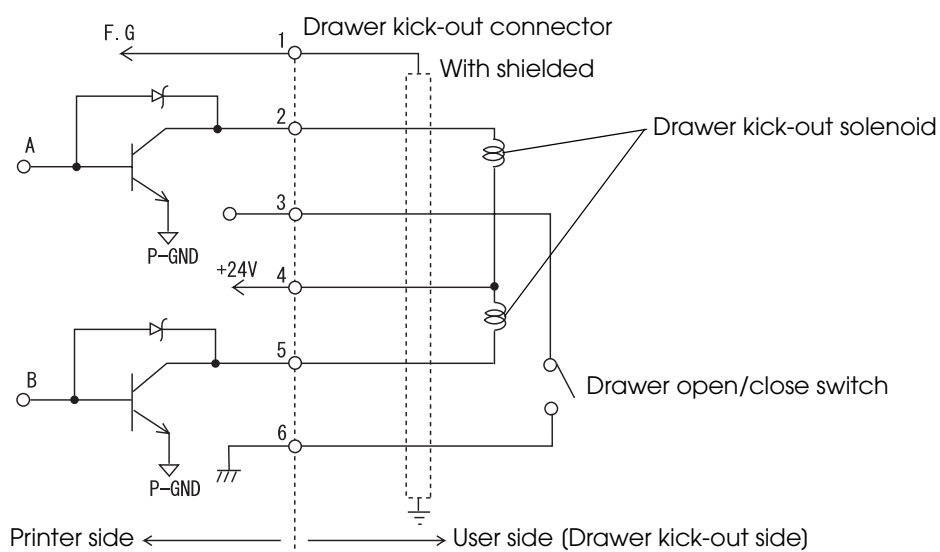 Drawer kick-out connector
F.G
1
With shielded
2
Drawer kick-out solenoid
A
3
P-GND
+24V
4
5
B
Drawer open/close switch
6
P-GND
Printer side
User side (Drawer kick-out side)